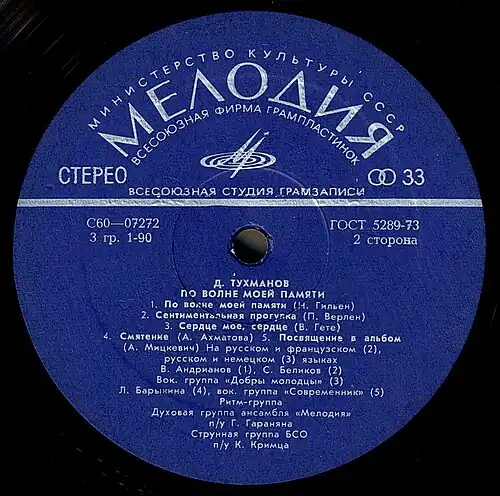 МИНИСТЕРСТВО КУЛЬТУРЫ СССР
МЕЛОДИЯ
ВСЕСОЮЗНАЯ ФИРМА ГРАМПЛАСТИНОК
СТЕРЕО 33
ВСЕСОЮЗНАЯ СТУДИЯ ГРАМЗАПИСИ
С60—07272 ГОСТ 5289-73
3 гр. 1-90 2 сторона
Д. ТУХМАНОВ
ПО ВОЛНЕ МОЕЙ ПАМЯТИ
1. По волне моей памяти (Н. Гильен)
2. Сентиментальная прогулка (П. Верлен)
3. Сердце мое, сердце (В. Гете)
4. Смятение (А. Ахматова) 5. Посвящение в альбом
(А. Мицкевич) На русском и французском (2),
русском и немецком (3) языках
В. Андрианов (1), С. Беликов (2)
Вок. группа «Добры молодцы» (3)
Л. Барыкина (4), вок. группа «Современник» (5)
Ритм-группа
Духовая группа ансамбля «Мелодия»
п/у Г. Гараняна
Струнная группа БСО
п/у К. Кримца